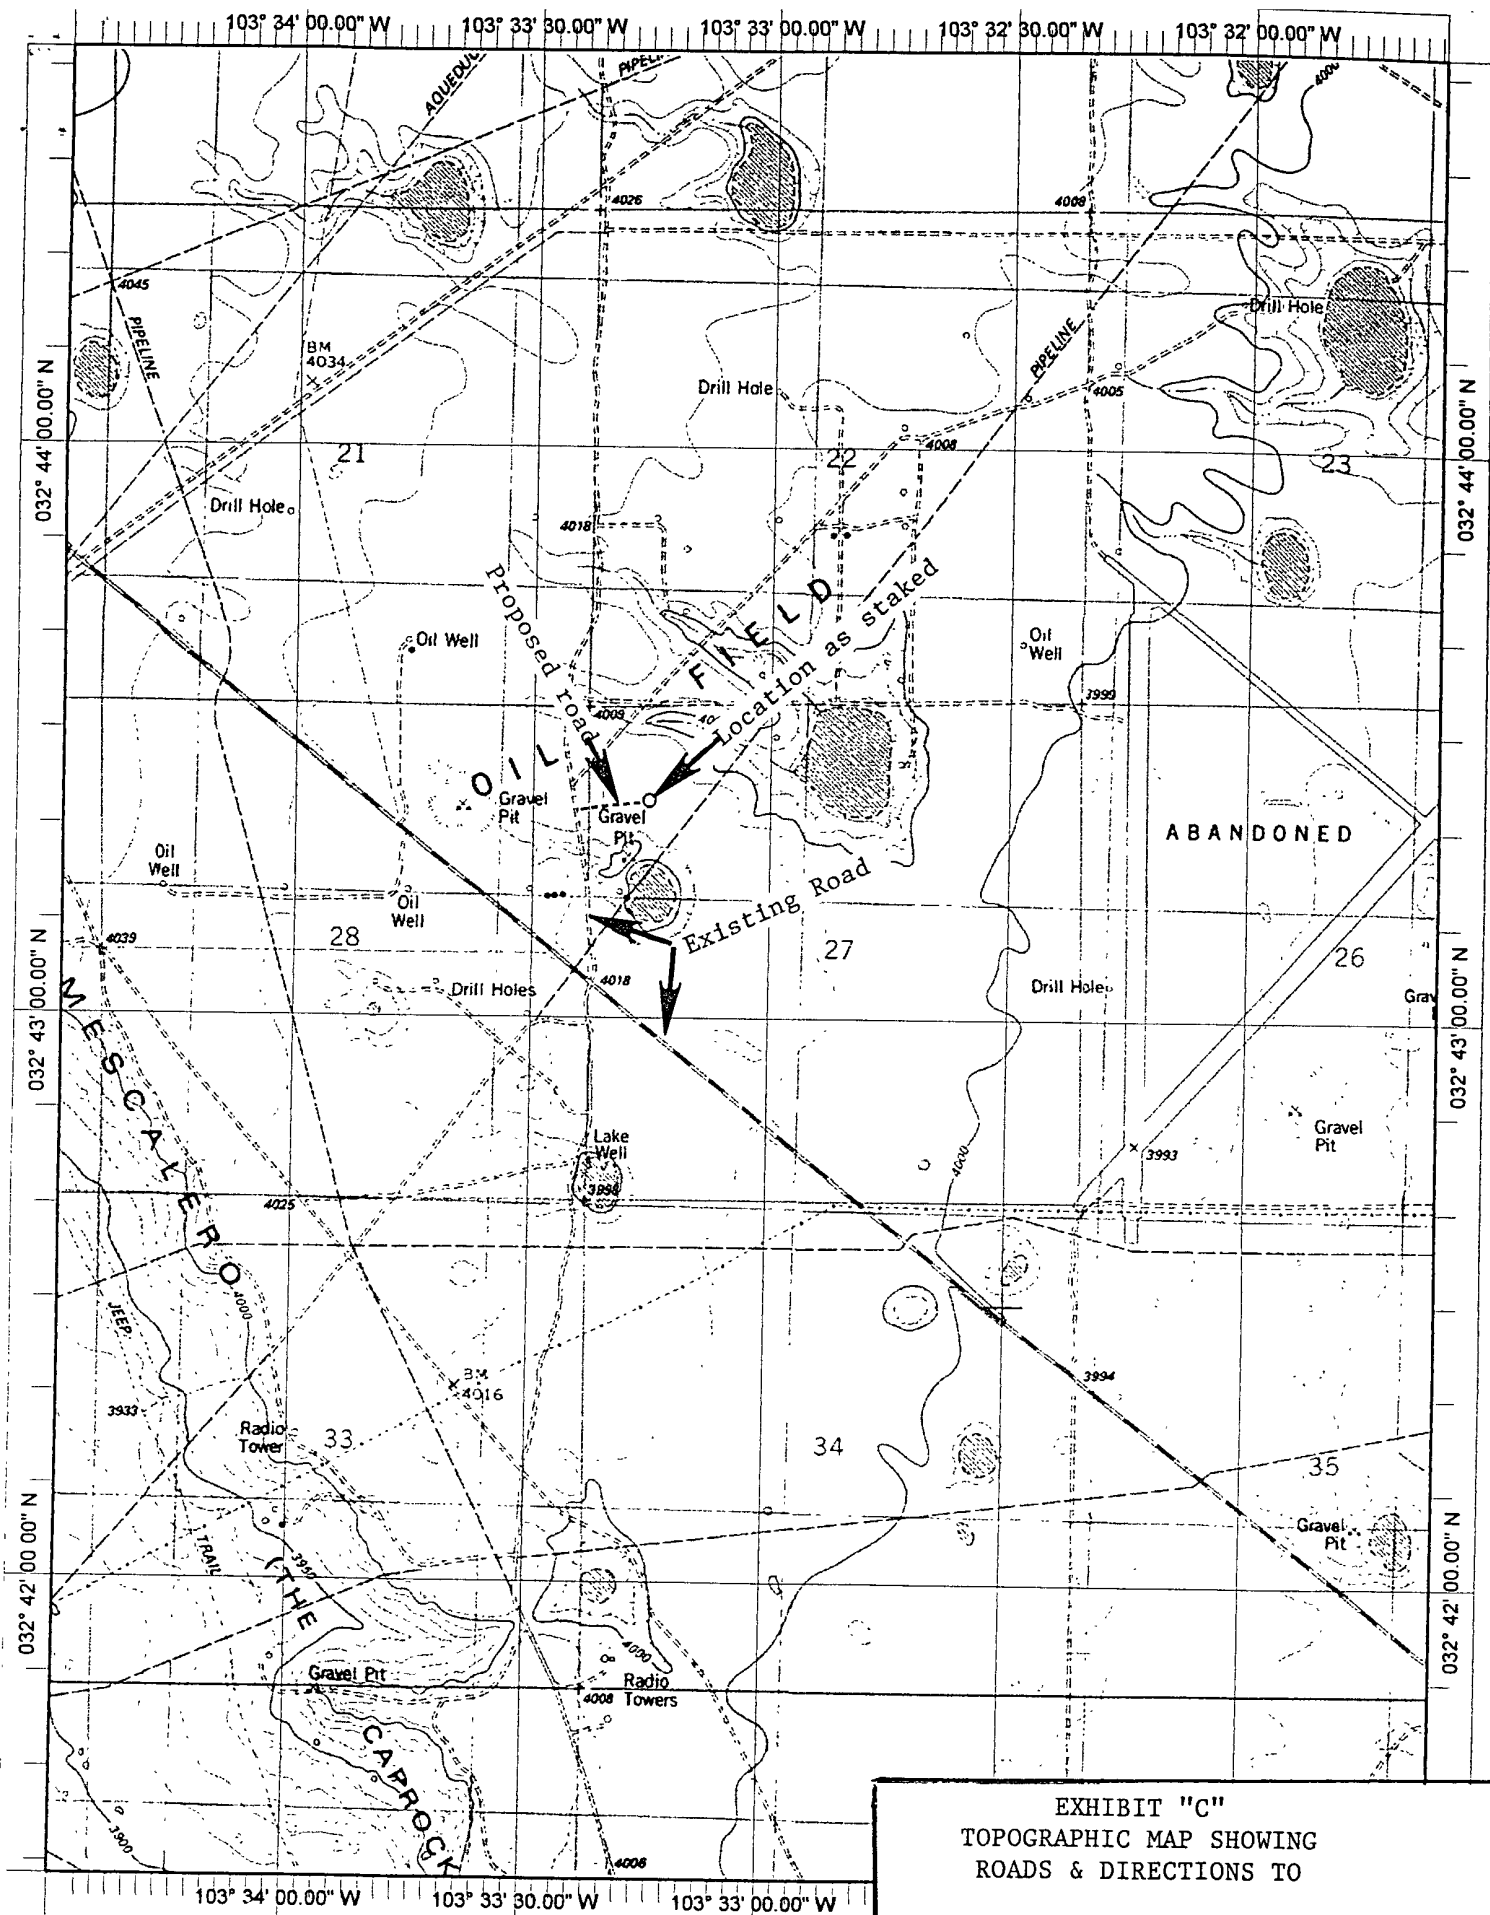 103° 34' 00.00" W
103° 33' 30.00" W
103° 33' 00.00" W
103° 32' 30.00" W
103° 32' 00.00" W
PIPEL
AQUEDUC
4000
4026
4008
4045
PIPELINE
BM
4034
Drill Hole
PIPELINE
Drill Hole
4005
4008
032° 44' 00.00" N
21
22
23
032° 44' 00.00" N
Drill Hole
4018
Proposed road
Location as staked
OIL FIELD
Oil Well
Oil
Well
3999
4009
40
Gravel
Pit
Gravel
Pit
ABANDONED
Oil
Well
Oil
Well
Existing Road
4039
28
27
26
032° 43' 00.00" N
4018
Drill Holes
Drill Hole
Grav
032° 43' 00.00" N
MESCALERO
Lake
Well
3993
Gravel
Pit
4000
4025
4000
JEEP
BM
4016
3994
3933
Radio
Tower
33
34
35
032° 42' 00.00" N
Gravel
Pit
TRAIL
3950
(THE
032° 42' 00.00" N
4000
Gravel Pit
Radio
Towers
4008
CAPROCK
3900
4006
103° 34' 00.00" W
103° 33' 30.00" W
103° 33' 00.00" W
EXHIBIT "C"
TOPOGRAPHIC MAP SHOWING
ROADS & DIRECTIONS TO